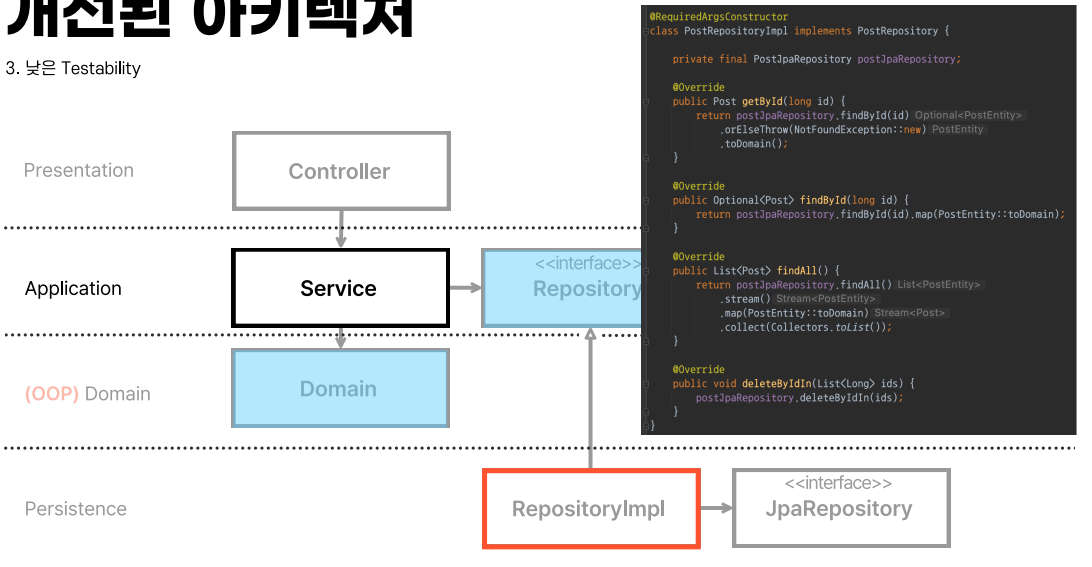 개선된 아키텍처
3. 낮은 Testability
Presentation
Controller
Application
Service
<<interface>>
Repository
(OOP) Domain
Domain
Persistence
RepositoryImpl
<<interface>>
JpaRepository
@RequiredArgsConstructor
class PostRepositoryImpl implements PostRepository {
private final PostJpaRepository postJpaRepository;
@Override
public Post getById(long id) {
return postJpaRepository.findById(id) Optional<PostEntity>
.orElseThrow(NotFoundException::new) PostEntity
.toDomain();
}
@Override
public Optional<Post> findById(long id) {
return postJpaRepository.findById(id).map(PostEntity::toDomain);
}
@Override
public List<Post> findAll() {
return postJpaRepository.findAll() List<PostEntity>
.stream() Stream<PostEntity>
.map(PostEntity::toDomain) Stream<Post>
.collect(Collectors.toList());
}
@Override
public void deleteByIdIn(List<Long> ids) {
postJpaRepository.deleteByIdIn(ids);
}
}